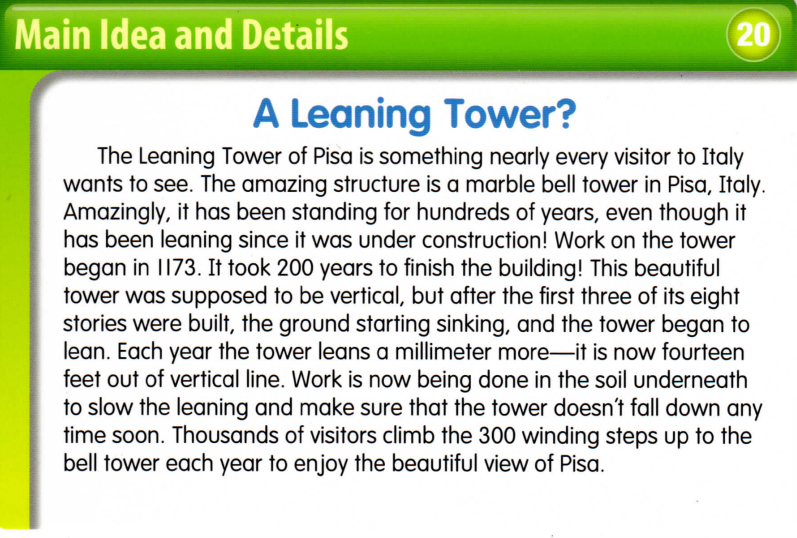 Main Idea and Details
20
A Leaning Tower?
The Leaning Tower of Pisa is something nearly every visitor to Italy
wants to see. The amazing structure is a marble bell tower in Pisa, Italy.
Amazingly, it has been standing for hundreds of years, even though it
has been leaning since it was under construction! Work on the tower
began in 1173. It took 200 years to finish the building! This beautiful
tower was supposed to be vertical, but after the first three of its eight
stories were built, the ground starting sinking, and the tower began to
lean. Each year the tower leans a millimeter more—it is now fourteen
feet out of vertical line. Work is now being done in the soil underneath
to slow the leaning and make sure that the tower doesn't fall down any
time soon. Thousands of visitors climb the 300 winding steps up to the
bell tower each year to enjoy the beautiful view of Pisa.